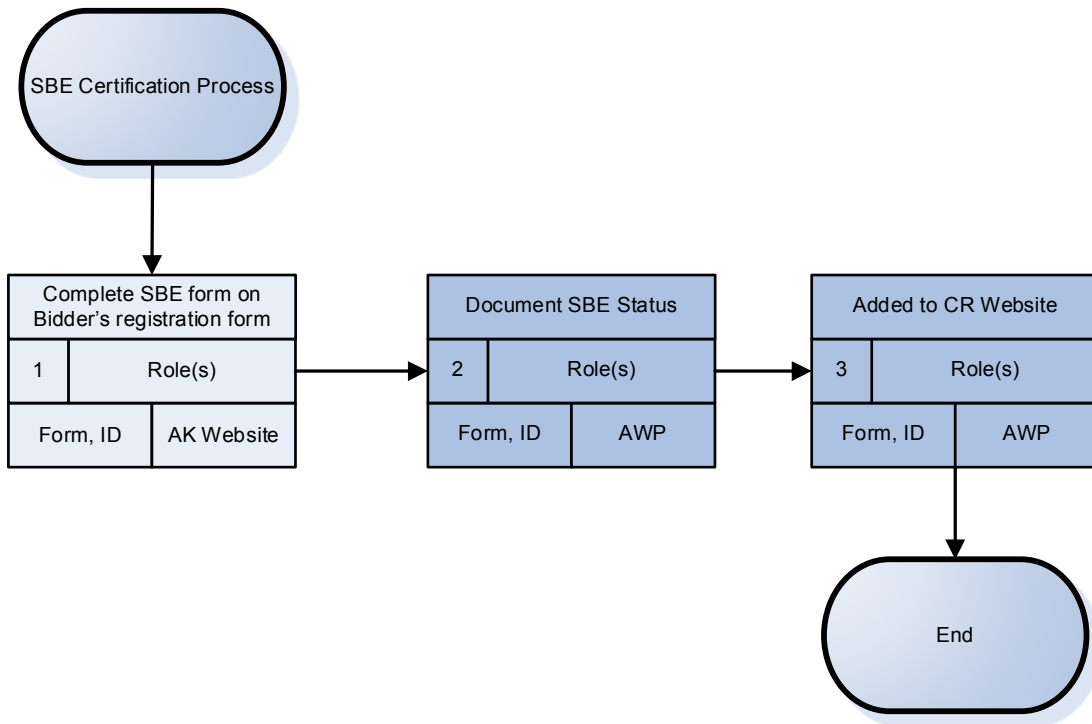 SBE Certification Process
Complete SBE form on
Bidder's registration form
1
Role(s)
Form, ID
AK Website
Document SBE Status
2
Role(s)
Form, ID
AWP
Added to CR Website
3
Role(s)
Form, ID
AWP
End